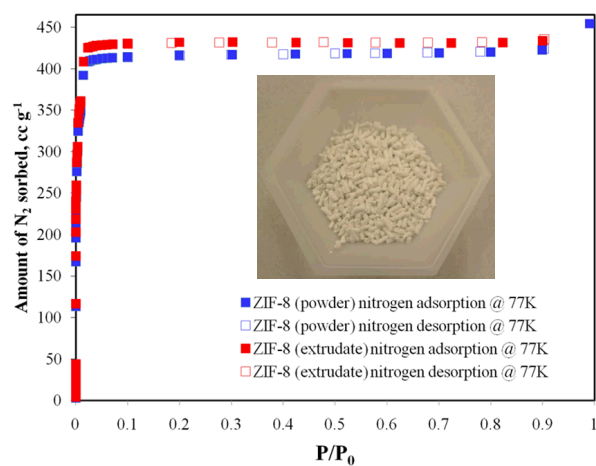 450
400
350
300
250
200
150
100
50
0
Amount of N2 sorbed, cc g-1
ZIF-8 (powder) nitrogen adsorption @ 77K
ZIF-8 (powder) nitrogen desorption @ 77K
ZIF-8 (extrudate) nitrogen adsorption @ 77K
ZIF-8 (extrudate) nitrogen desorption @ 77K
0 0.1 0.2 0.3 0.4 0.5 0.6 0.7 0.8 0.9 1
P/P0